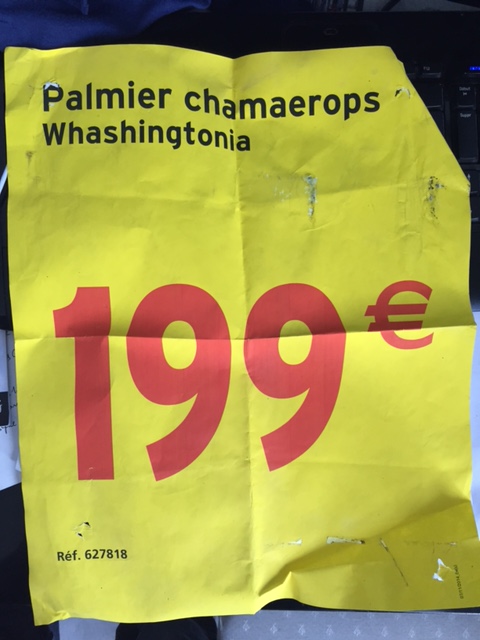 Palmier chamaerops
Whashingtonia
199 €
Réf. 627818